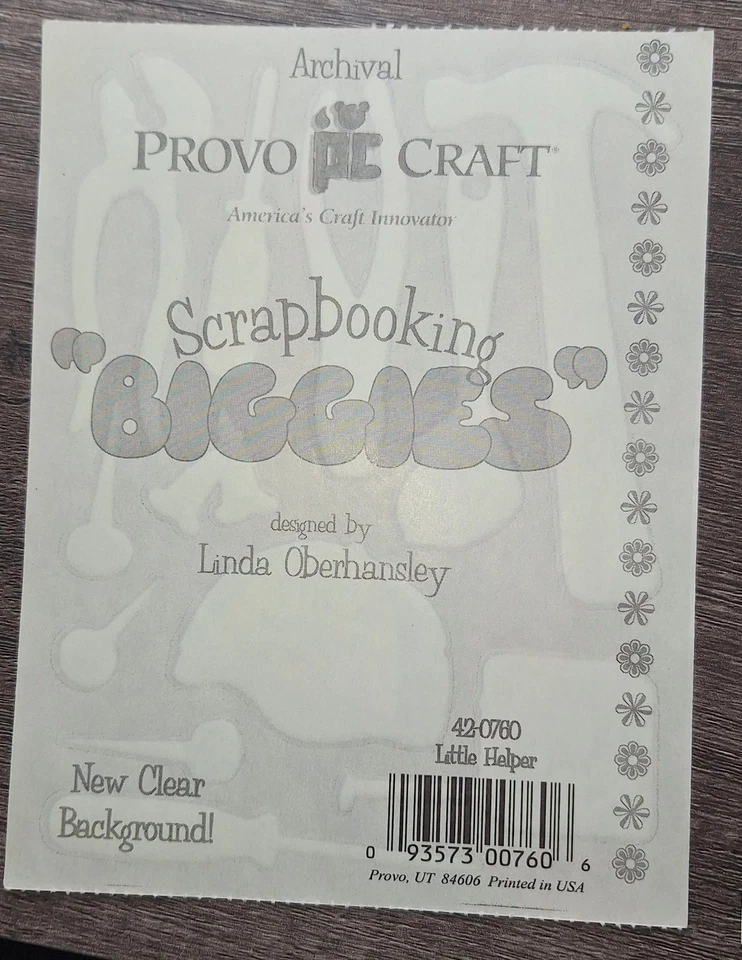 Archival
PROVO pc CRAFT®
America's Craft Innovator
Scrapbooking
"BIGGIES"
designed by
Linda Oberhansley
42-0760
Little Helper
New Clear
Background!
0 93573 00760 6
Provo, UT 84606 Printed in USA